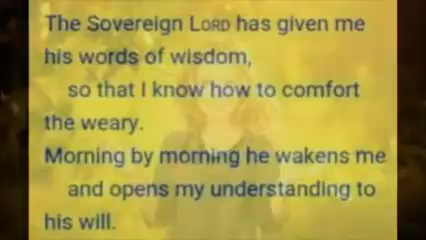 The Sovereign LORD has given me
his words of wisdom,
so that I know how to comfort
the weary.
Morning by morning he wakens me
and opens my understanding to
his will.